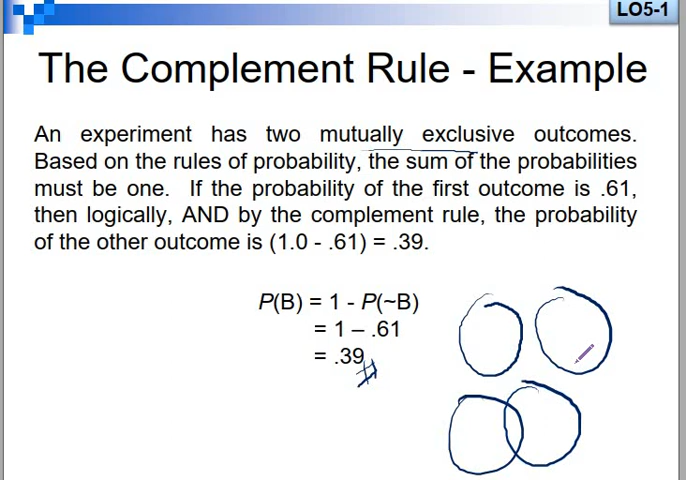 LO5-1
The Complement Rule - Example
An experiment has two mutually exclusive outcomes.
Based on the rules of probability, the sum of the probabilities
must be one. If the probability of the first outcome is .61,
then logically, AND by the complement rule, the probability
of the other outcome is (1.0 - .61) = .39.
P(B) = 1 - P(~B)
= 1 – .61
= .39